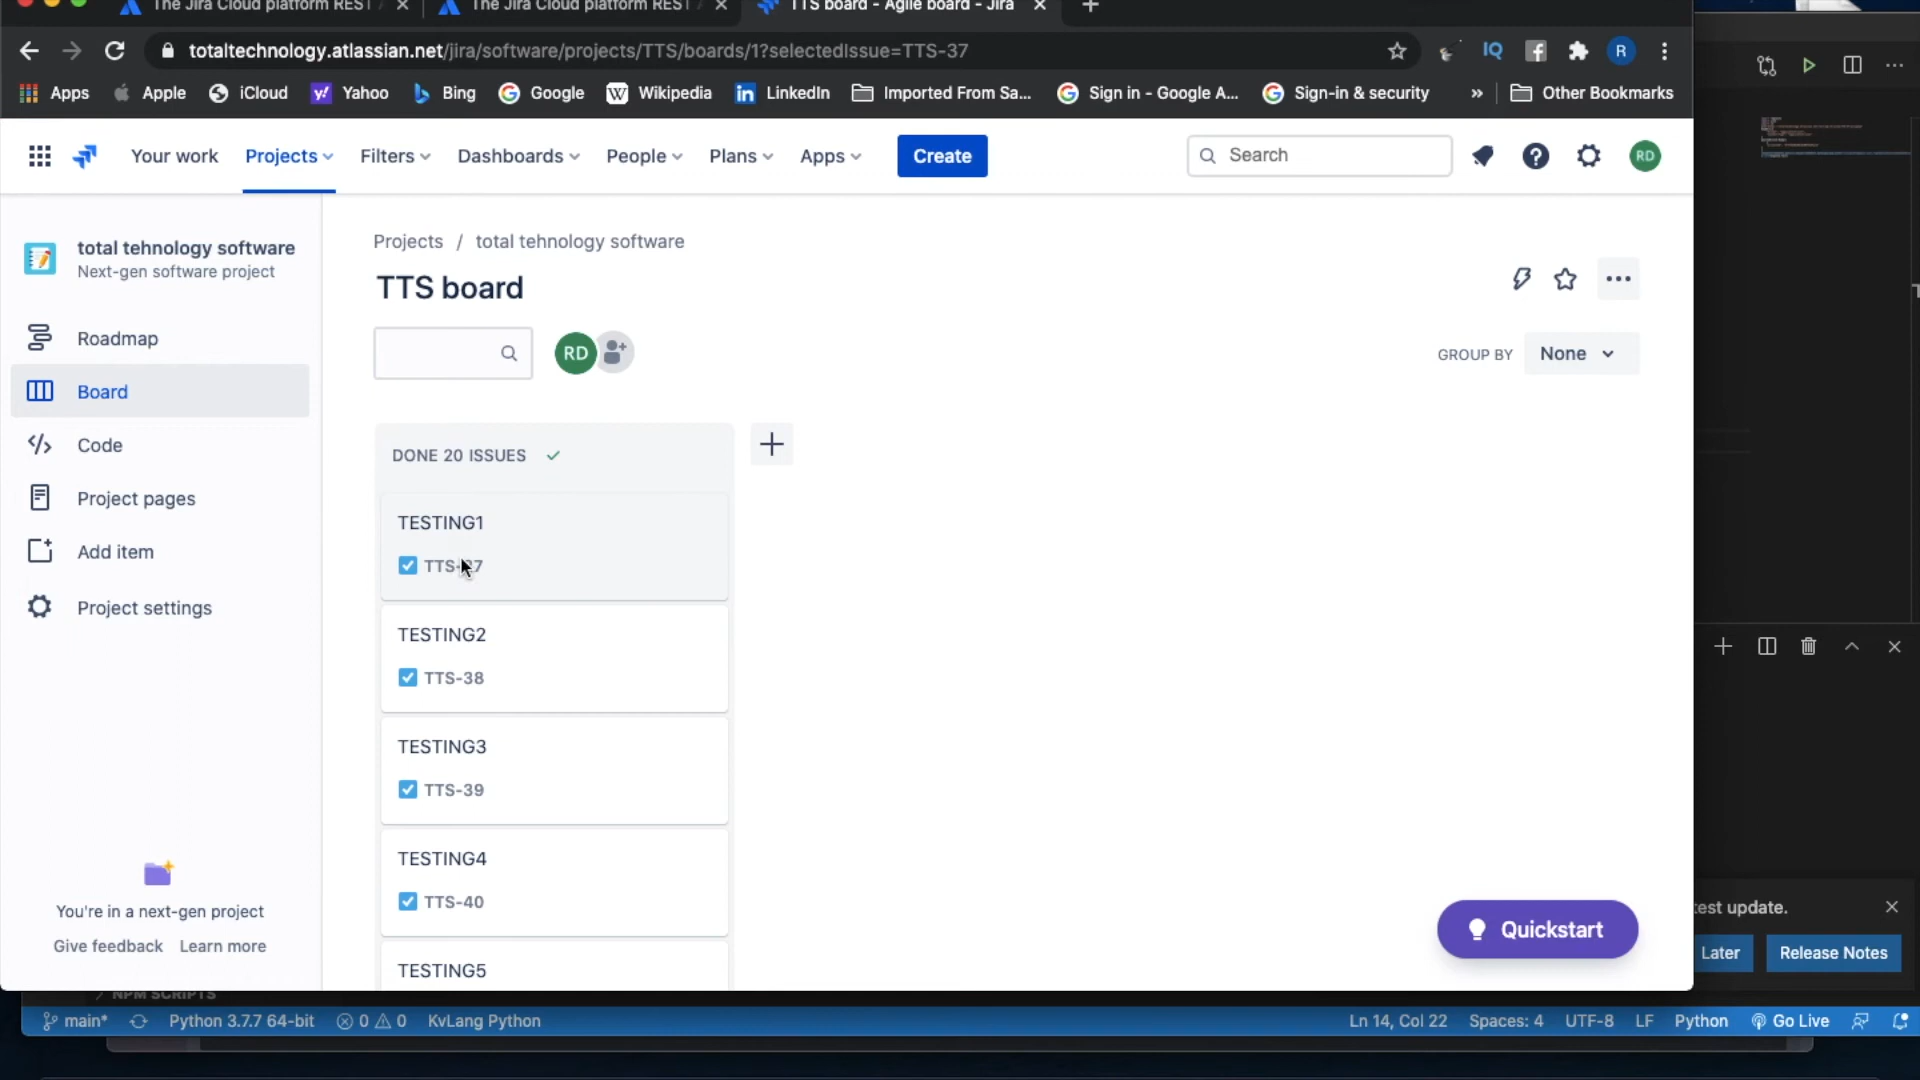 The Jira Cloud platform REST
The Jira Cloud platform REST
TTS board - Agile board - Jira
totaltechnology.atlassian.net/jira/software/projects/TTS/boards/1?selectedIssue=TTS-37
R
Apps Apple iCloud Yahoo Bing Google Wikipedia LinkedIn Imported From Sa... Sign in - Google A... Sign-in & security » Other Bookmarks
Your work Projects Filters Dashboards People Plans Apps Create Search RD
total tehnology software
Next-gen software project
Roadmap
Board
Code
Project pages
Add item
Project settings
You're in a next-gen project
Give feedback Learn more
Projects / total tehnology software
TTS board
RD
GROUP BY None
DONE 20 ISSUES
TESTING1
TTS-37
TESTING2
TTS-38
TESTING3
TTS-39
TESTING4
TTS-40
TESTING5
Quickstart
test update.
Later Release Notes
NPM SCRIPTS
main* Python 3.7.7 64-bit 0 0 KvLang Python Ln 14, Col 22 Spaces: 4 UTF-8 LF Python Go Live